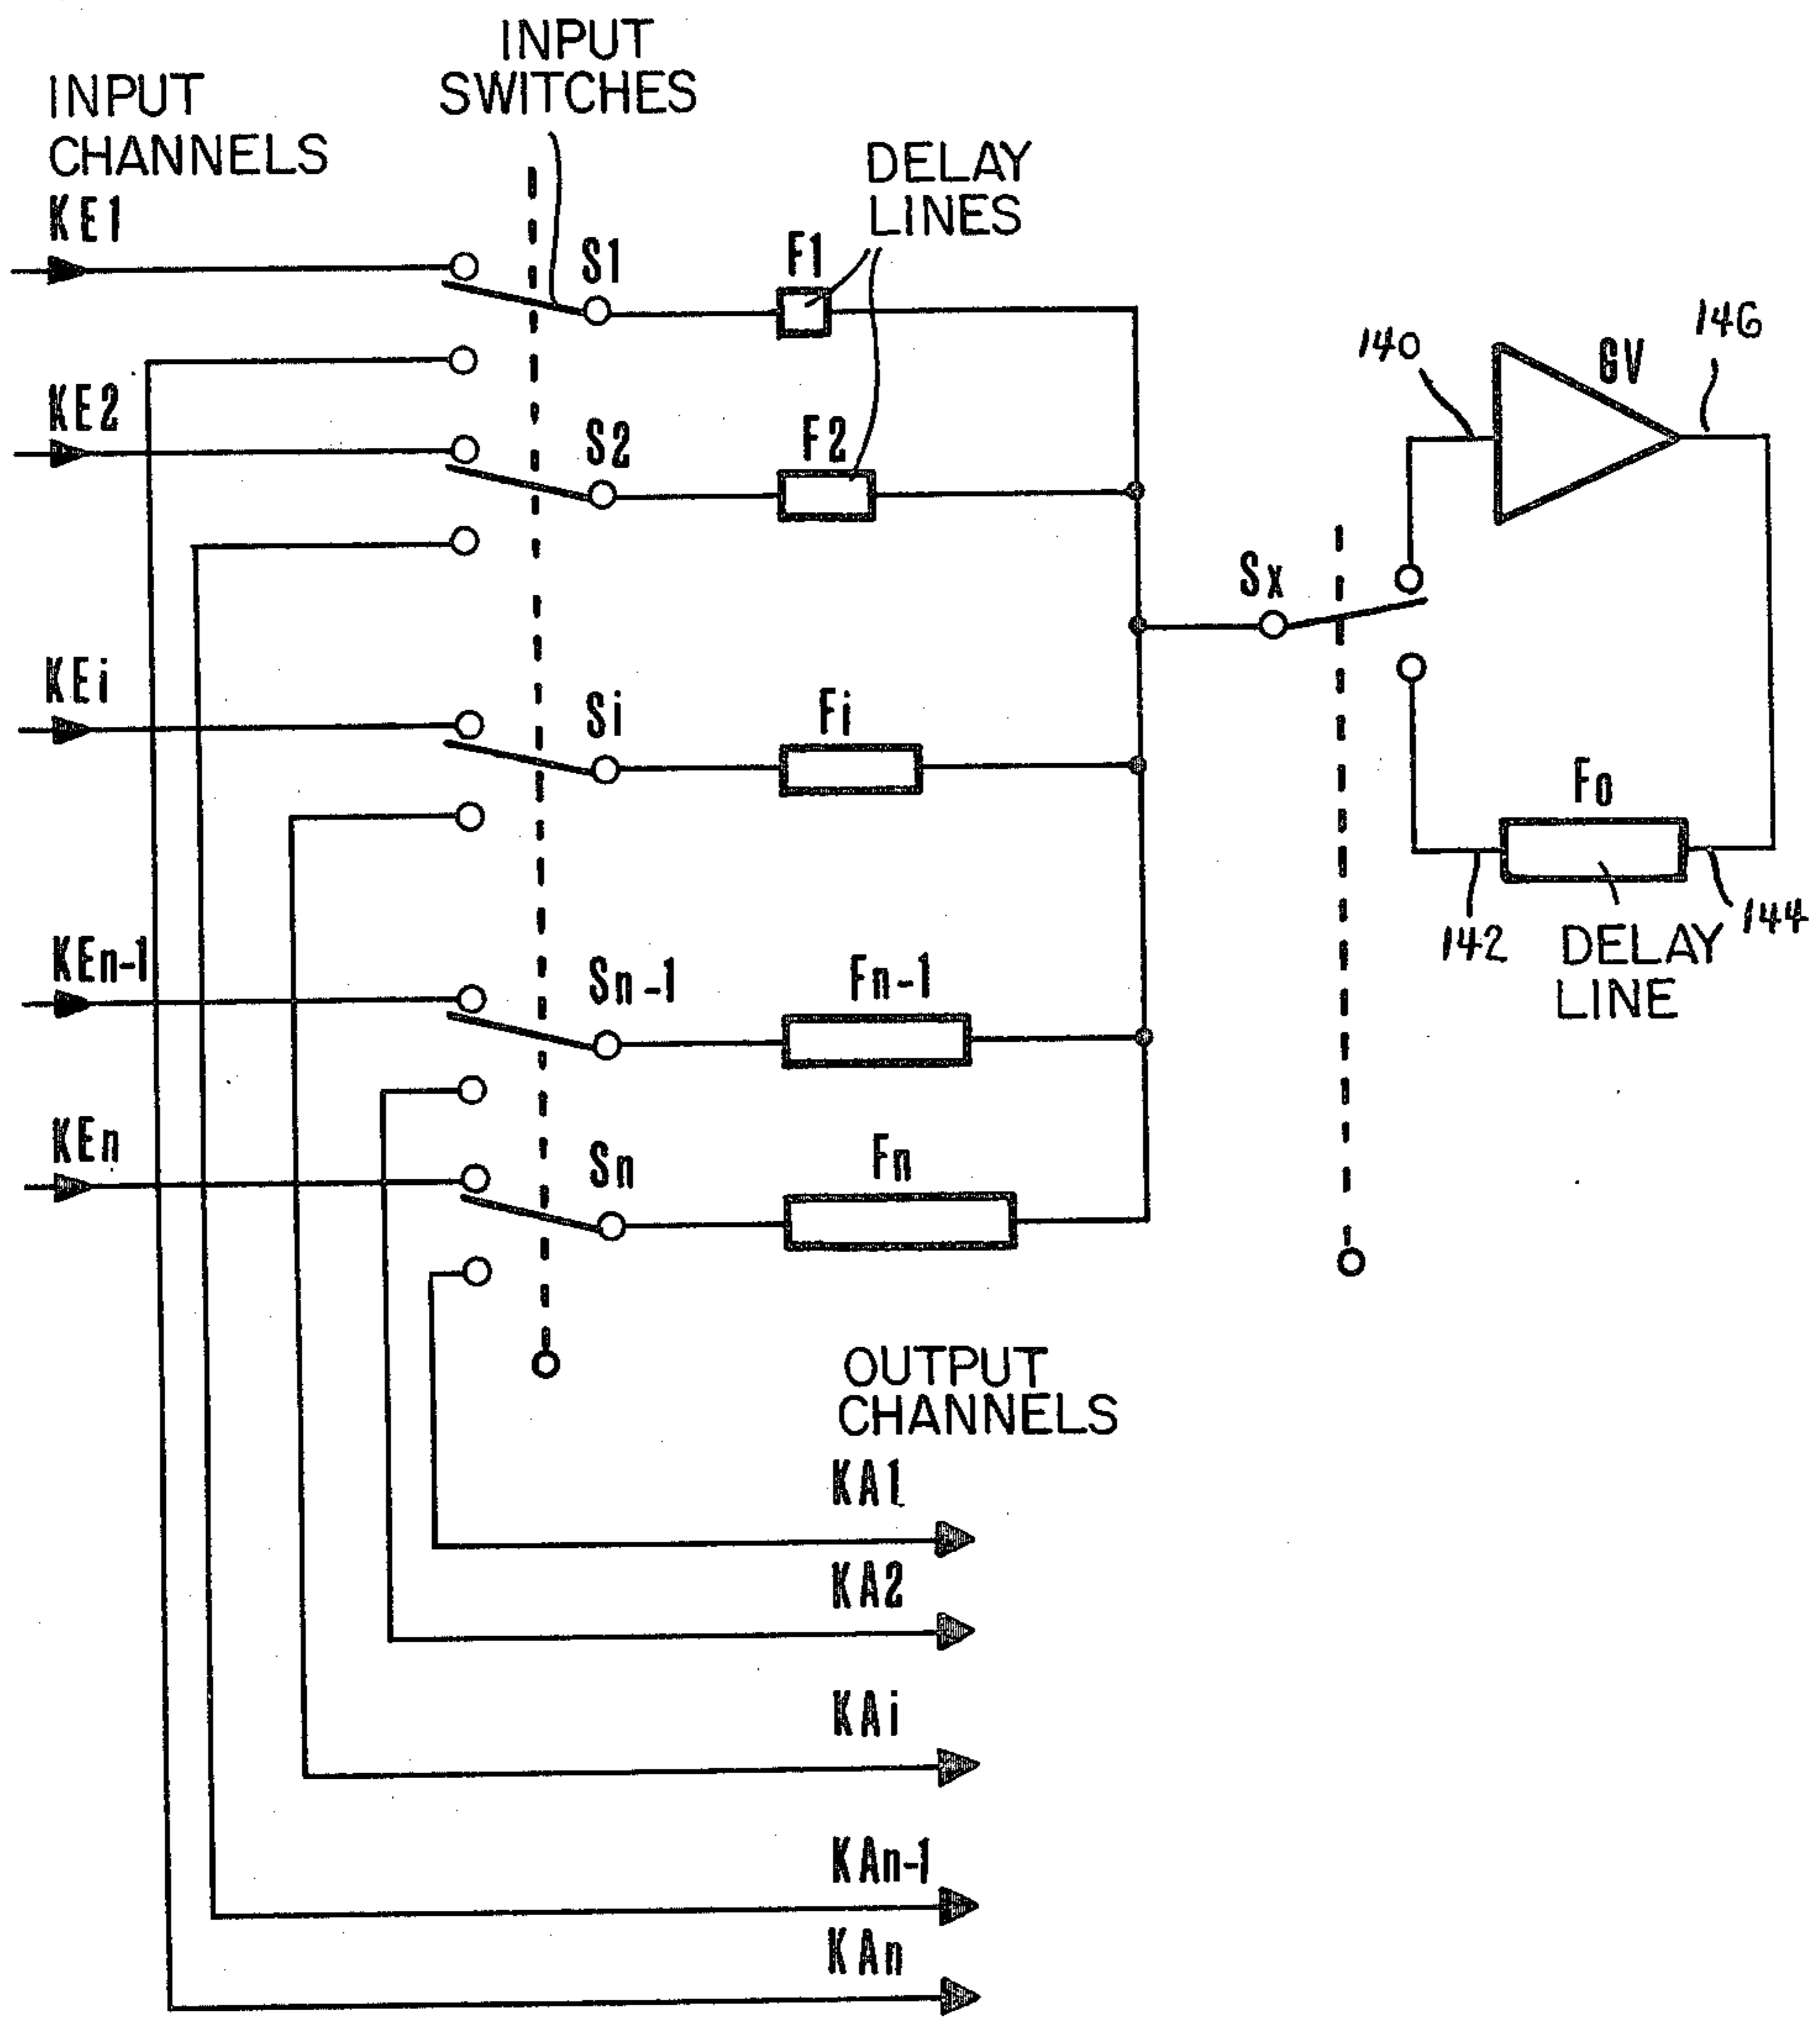 INPUT
SWITCHES
INPUT
CHANNELS
DELAY
LINES
KE1
S1
F1
KE2
S2
F2
140
GV
146
Sx
KEi
Si
Fi
Fo
142
DELAY
LINE
144
KEn-1
Sn-1
Fn-1
KEn
Sn
Fn
OUTPUT
CHANNELS
KA1
KA2
KAi
KAn-1
KAn